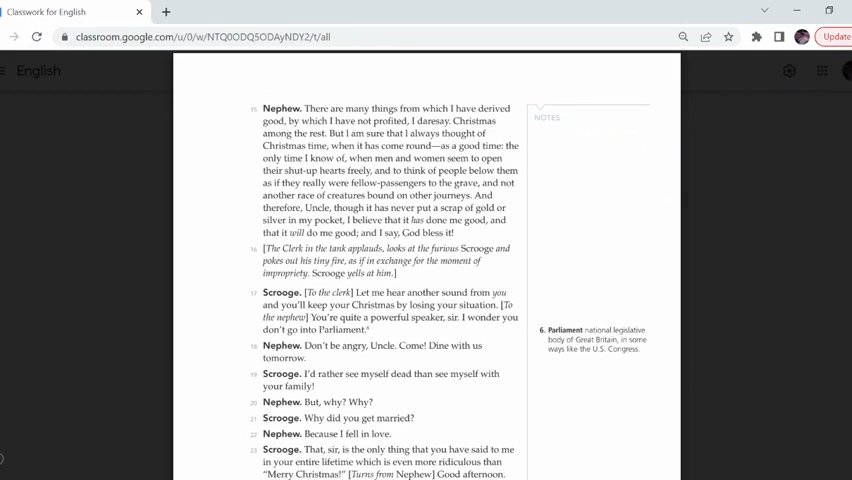 Classwork for English
classroom.google.com/u/0/w/NTQ0ODQ5ODAyNDY2/t/all
Update
English
15 Nephew. There are many things from which I have derived
good, by which I have not profited, I daresay. Christmas
among the rest. But I am sure that I always thought of
Christmas time, when it has come round—as a good time: the
only time I know of, when men and women seem to open
their shut-up hearts freely, and to think of people below them
as if they really were fellow-passengers to the grave, and not
another race of creatures bound on other journeys. And
therefore, Uncle, though it has never put a scrap of gold or
silver in my pocket, I believe that it has done me good, and
that it will do me good; and I say, God bless it!
16 [The Clerk in the tank applauds, looks at the furious Scrooge and
pokes out his tiny fire, as if in exchange for the moment of
impropriety. Scrooge yells at him.]
17 Scrooge. [To the clerk] Let me hear another sound from you
and you'll keep your Christmas by losing your situation. [To
the nephew] You're quite a powerful speaker, sir. I wonder you
don't go into Parliament.6
18 Nephew. Don't be angry, Uncle. Come! Dine with us
tomorrow.
19 Scrooge. I'd rather see myself dead than see myself with
your family!
20 Nephew. But, why? Why?
21 Scrooge. Why did you get married?
22 Nephew. Because I fell in love.
23 Scrooge. That, sir, is the only thing that you have said to me
in your entire lifetime which is even more ridiculous than
"Merry Christmas!" [Turns from Nephew] Good afternoon.
NOTES
6. Parliament national legislative
body of Great Britain, in some
ways like the U.S. Congress.